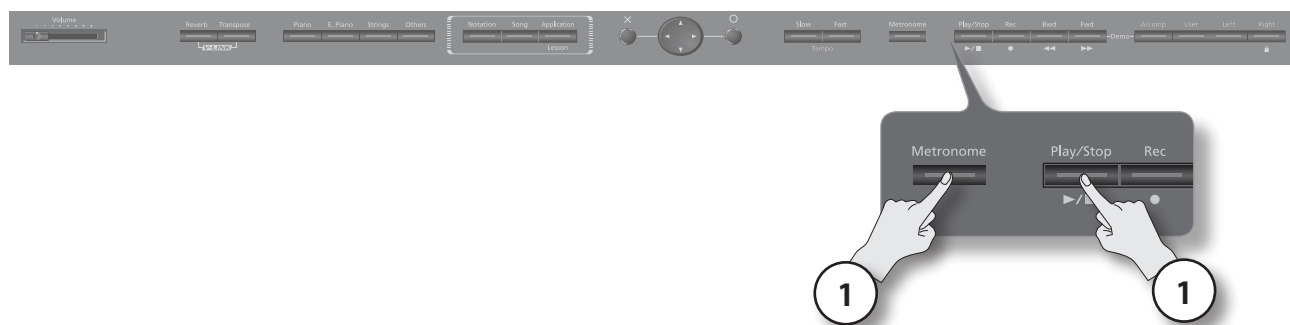 Volume
Reverb Transpose Piano E. Piano Strings Others Notation Song Application × ○ Slow Fast Metronome Play/Stop Rec Bwd Fwd Accomp User Left Right
V-LINK Lesson Tempo ►/■ ● ◄◄ ►► Demo
Metronome Play/Stop Rec
►/■ ●
1 1